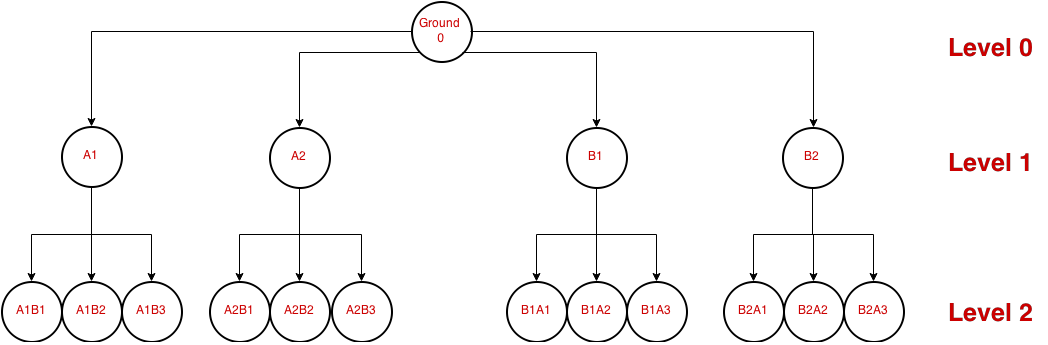 Ground
0
Level 0
A1
A2
B1
B2
Level 1
A1B1
A1B2
A1B3
A2B1
A2B2
A2B3
B1A1
B1A2
B1A3
B2A1
B2A2
B2A3
Level 2